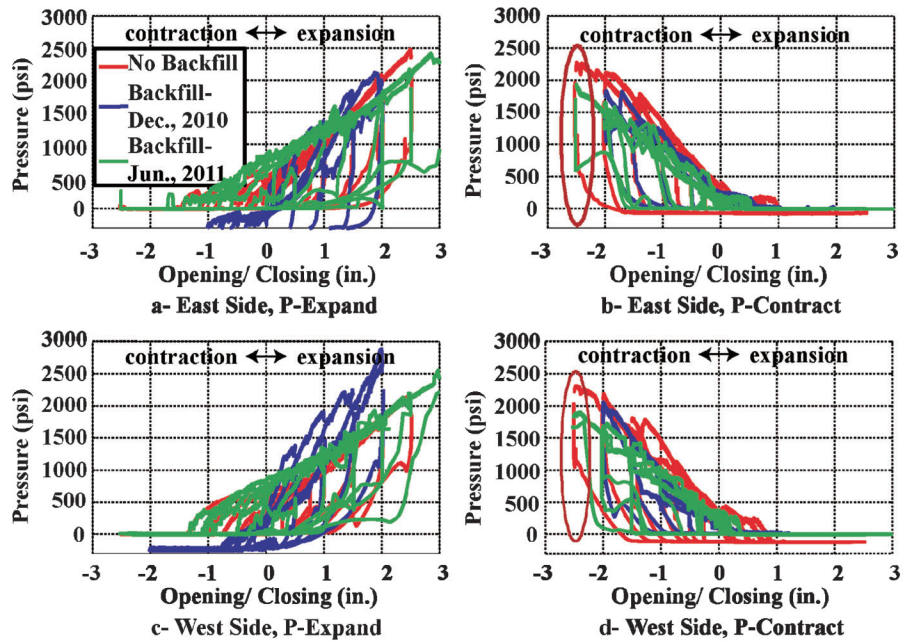 3000
2500
2000
1500
1000
500
0
-3 -2 -1 0 1 2 3
Pressure (psi)
contraction ↔ expansion
No Backfill
Backfill-
Dec., 2010
Backfill-
Jun., 2011
Opening/ Closing (in.)
a- East Side, P-Expand
3000
2500
2000
1500
1000
500
0
-3 -2 -1 0 1 2 3
Pressure (psi)
contraction ↔ expansion
Opening/ Closing (in.)
b- East Side, P-Contract
3000
2500
2000
1500
1000
500
0
-3 -2 -1 0 1 2 3
Pressure (psi)
contraction ↔ expansion
Opening/ Closing (in.)
c- West Side, P-Expand
3000
2500
2000
1500
1000
500
0
-3 -2 -1 0 1 2 3
Pressure (psi)
contraction ↔ expansion
Opening/ Closing (in.)
d- West Side, P-Contract